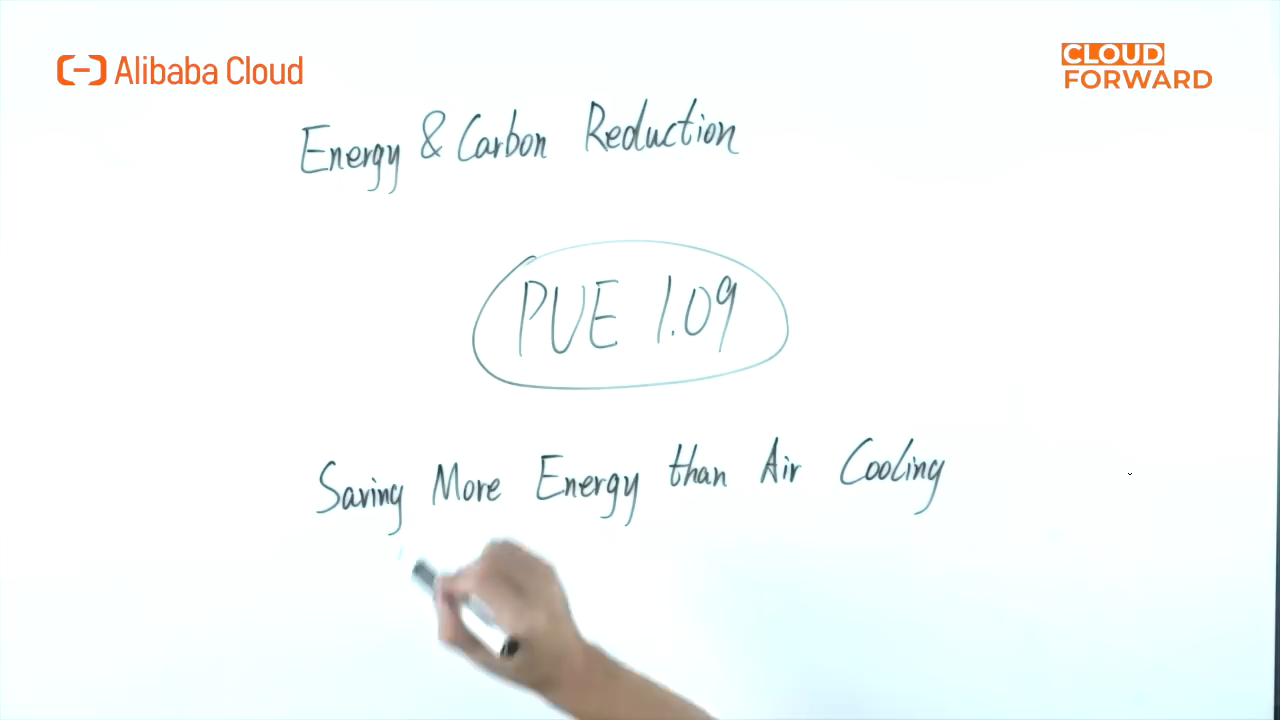 Alibaba Cloud
CLOUD
FORWARD
Energy & Carbon Reduction
PUE 1.09
Saving More Energy than Air Cooling